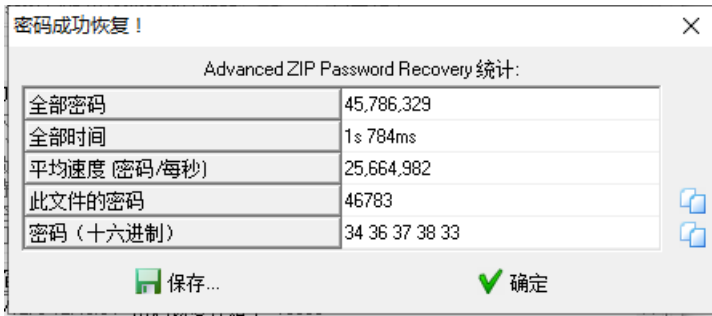 密码成功恢复！
Advanced ZIP Password Recovery 统计:
全部密码 45,786,329
全部时间 1s 784ms
平均速度 (密码/每秒) 25,664,982
此文件的密码 46783
密码（十六进制） 34 36 37 38 33
保存... 确定